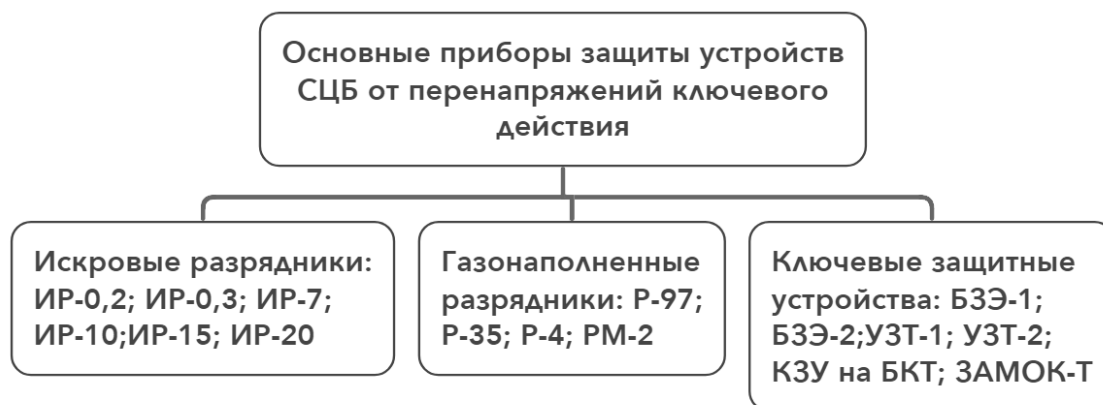 Основные приборы защиты устройств
СЦБ от перенапряжений ключевого
действия
Искровые разрядники:
ИР-0,2; ИР-0,3; ИР-7;
ИР-10;ИР-15; ИР-20
Газонаполненные
разрядники: Р-97;
Р-35; Р-4; РМ-2
Ключевые защитные
устройства: БЗЭ-1;
БЗЭ-2;УЗТ-1; УЗТ-2;
КЗУ на БКТ; ЗАМОК-Т